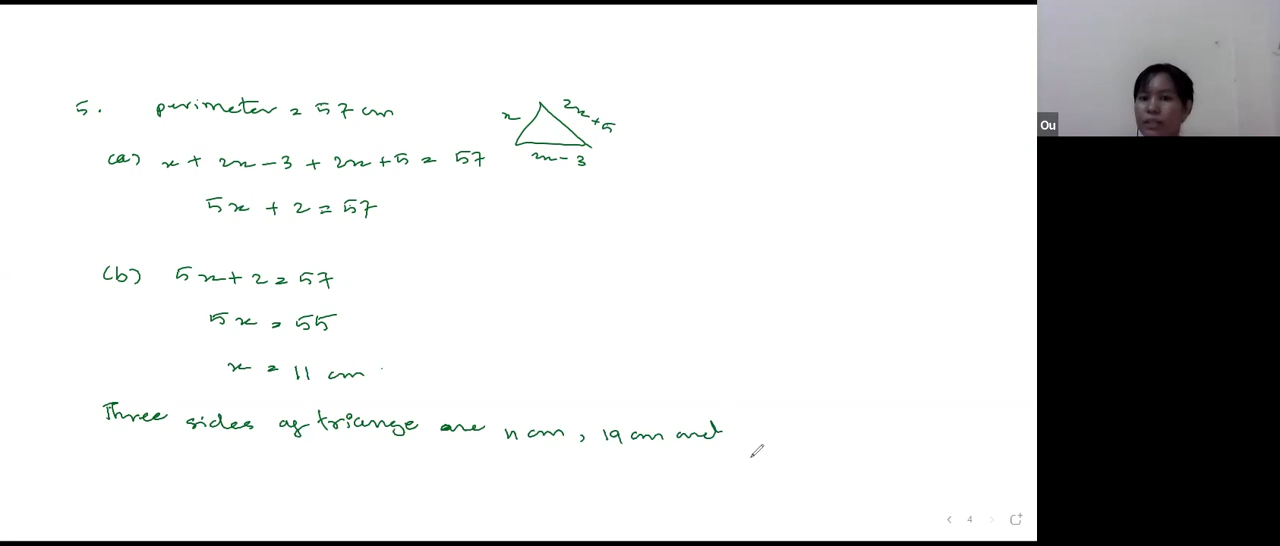 5. perimeter = 57 cm
x
2x + 5
2x - 3
(a) x + 2x - 3 + 2x + 5 = 57
5x + 2 = 57
(b) 5x + 2 = 57
5x = 55
x = 11 cm
Three sides of triange are 11 cm, 19 cm and
Ou
4